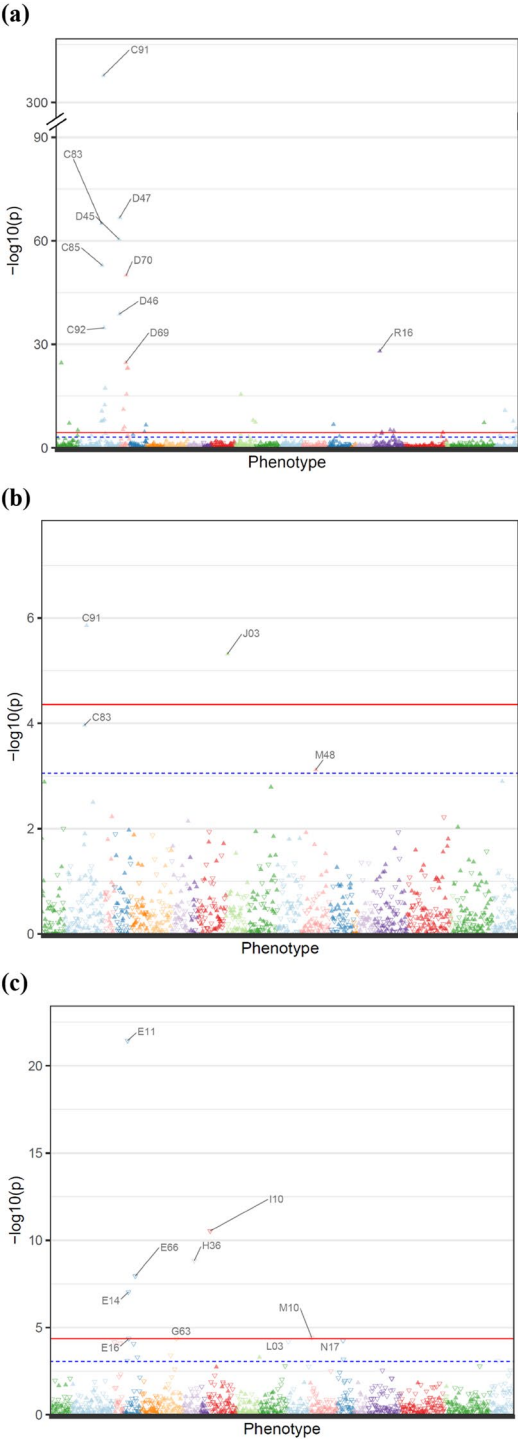 (a)
C91
300
90
C83
D47
D45
60
C85
D70
D46
C92
D69
R16
30
0
−log10(p)
Phenotype
(b)
6
C91
J03
4
C83
M48
2
0
−log10(p)
Phenotype
(c)
E11
20
15
I10
10
E66
H36
E14
M10
5
G63
E16
L03
N17
0
−log10(p)
Phenotype